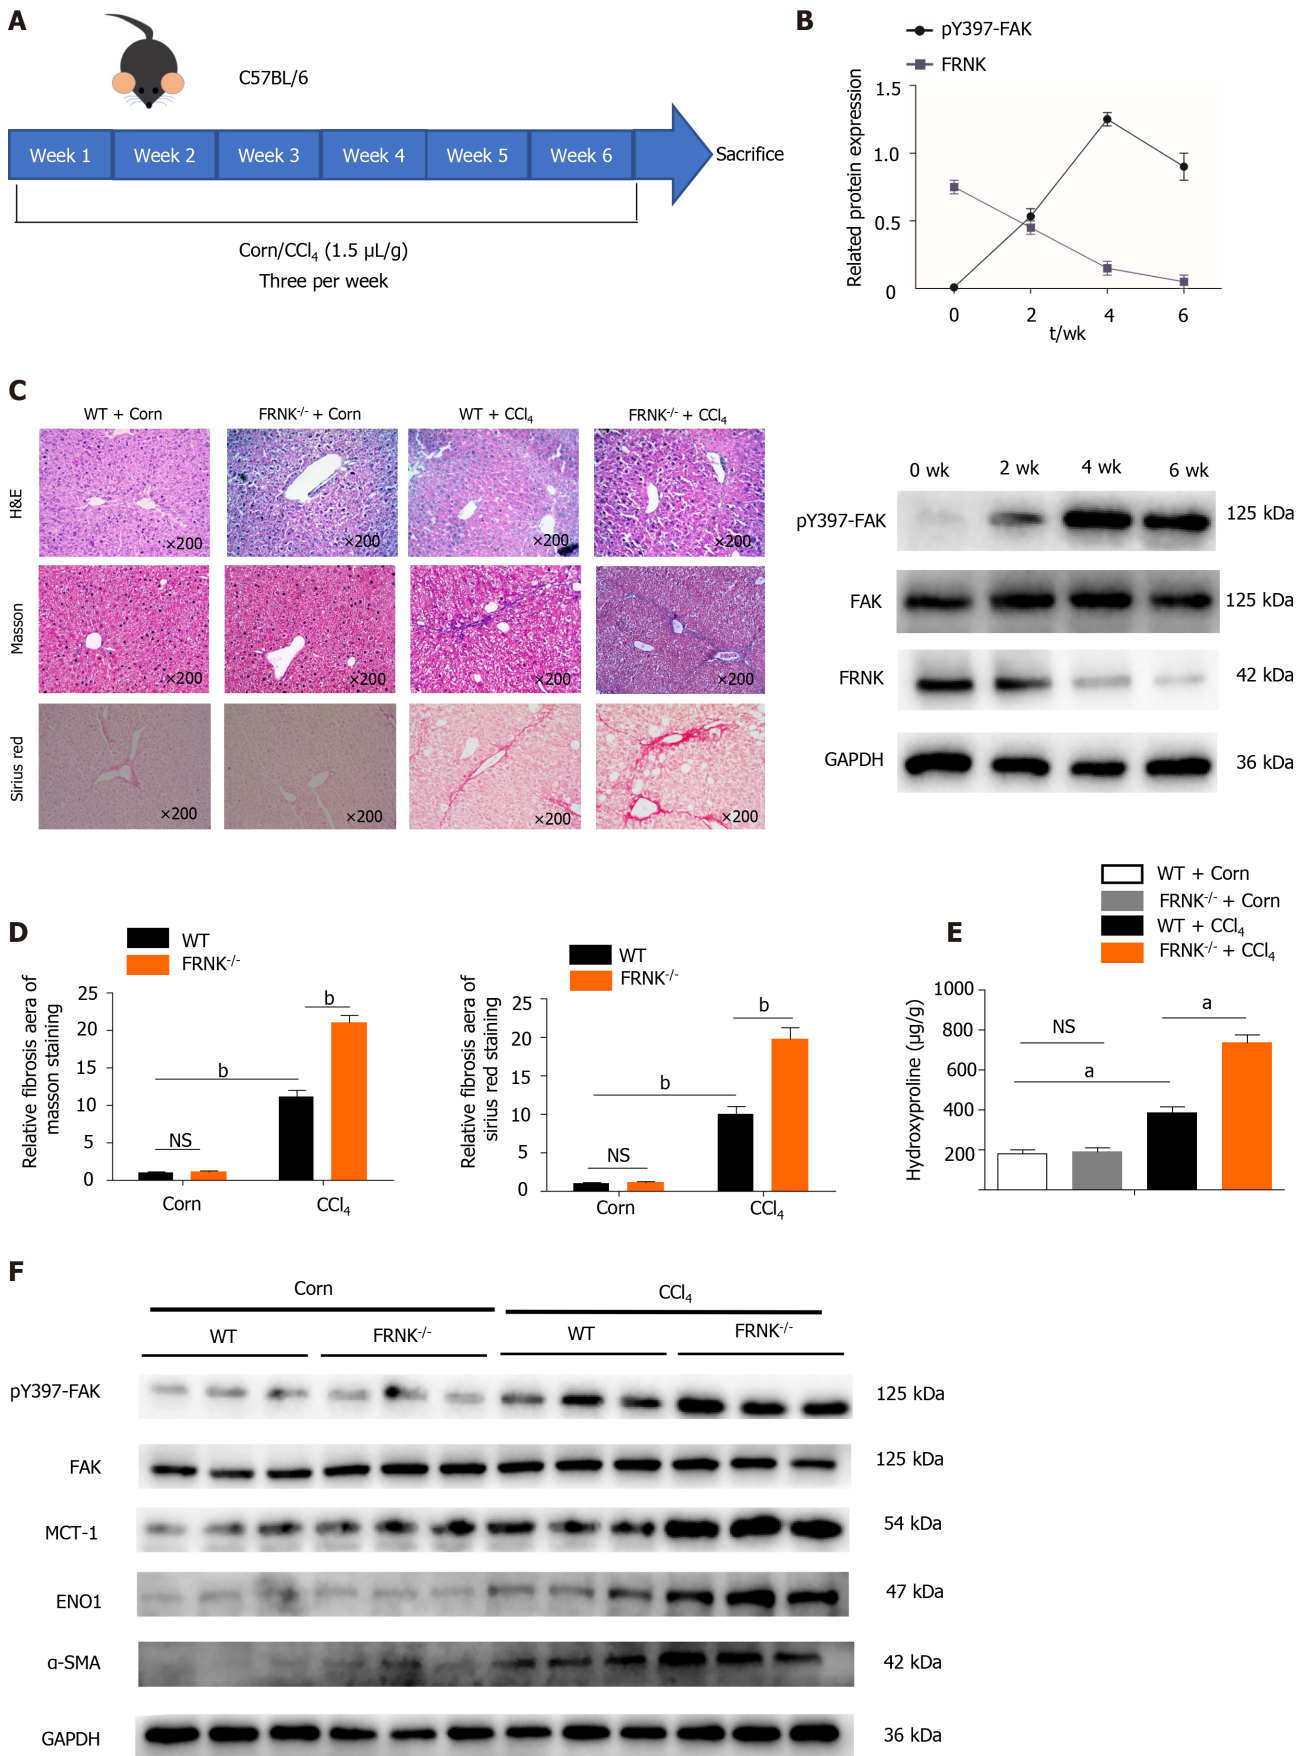 A
C57BL/6
Week 1 Week 2 Week 3 Week 4 Week 5 Week 6 Sacrifice
Corn/CCl₄ (1.5 μL/g)
Three per week
B
pY397-FAK
FRNK
Related protein expression
1.5
1.0
0.5
0
0 2 4 6
t/wk
C
WT + Corn FRNK⁻/⁻ + Corn WT + CCl₄ FRNK⁻/⁻ + CCl₄
H&E ×200 ×200 ×200 ×200
Masson ×200 ×200 ×200 ×200
Sirius red ×200 ×200 ×200 ×200
0 wk 2 wk 4 wk 6 wk
pY397-FAK 125 kDa
FAK 125 kDa
FRNK 42 kDa
GAPDH 36 kDa
D
WT
FRNK⁻/⁻
Relative fibrosis aera of
masson staining
25
20
15
10
5
0
NS b b
Corn CCl₄
WT
FRNK⁻/⁻
Relative fibrosis aera of
sirius red staining
25
20
15
10
5
0
NS b b
Corn CCl₄
E
WT + Corn
FRNK⁻/⁻ + Corn
WT + CCl₄
FRNK⁻/⁻ + CCl₄
Hydroxyproline (μg/g)
1000
800
600
400
200
NS a a
F
Corn CCl₄
WT FRNK⁻/⁻ WT FRNK⁻/⁻
pY397-FAK 125 kDa
FAK 125 kDa
MCT-1 54 kDa
ENO1 47 kDa
α-SMA 42 kDa
GAPDH 36 kDa